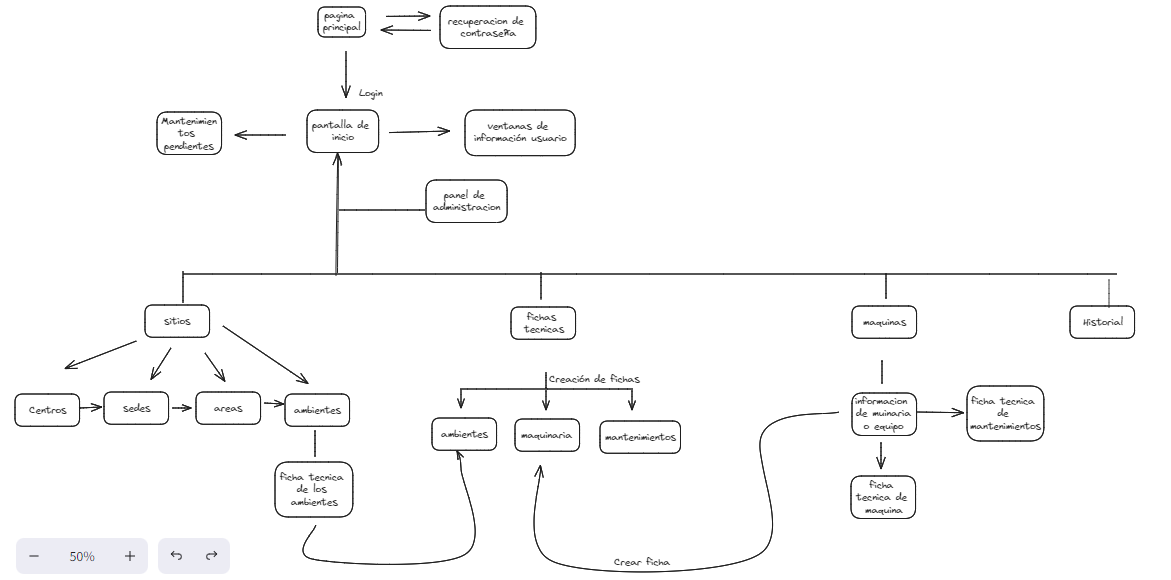 pagina
principal
recuperacion de
contraseña
Login
Mantenimien
tos
pendientes
pantalla de
inicio
ventanas de
información usuario
panel de
administracion
sitios
fichas
tecnicas
maquinas
Historial
Creación de fichas
Centros
sedes
areas
ambientes
ambientes
maquinaria
mantenimientos
informacion
de muinaria
o equipo
ficha tecnica
de
mantenimientos
ficha tecnica
de los
ambientes
ficha
tecnica de
maquina
Crear ficha
50%